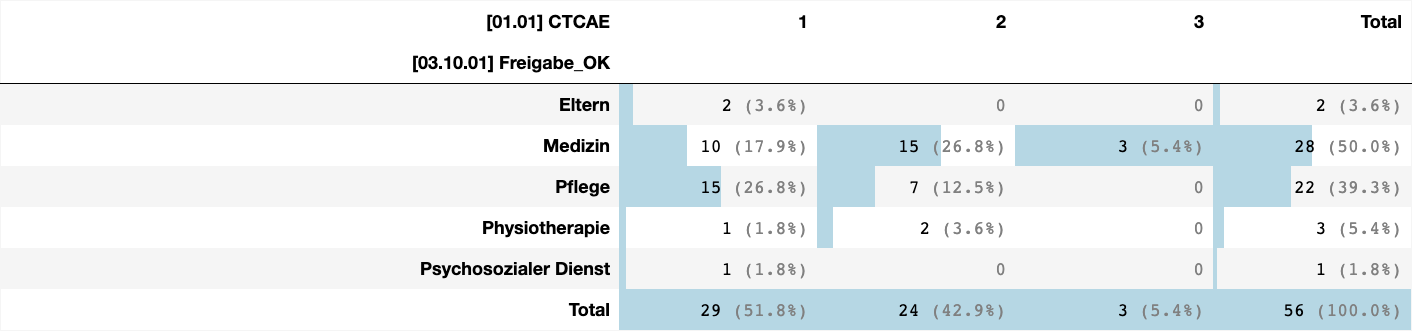 [01.01] CTCAE 1 2 3 Total
[03.10.01] Freigabe_OK
Eltern 2 (3.6%) 0 0 2 (3.6%)
Medizin 10 (17.9%) 15 (26.8%) 3 (5.4%) 28 (50.0%)
Pflege 15 (26.8%) 7 (12.5%) 0 22 (39.3%)
Physiotherapie 1 (1.8%) 2 (3.6%) 0 3 (5.4%)
Psychosozialer Dienst 1 (1.8%) 0 0 1 (1.8%)
Total 29 (51.8%) 24 (42.9%) 3 (5.4%) 56 (100.0%)